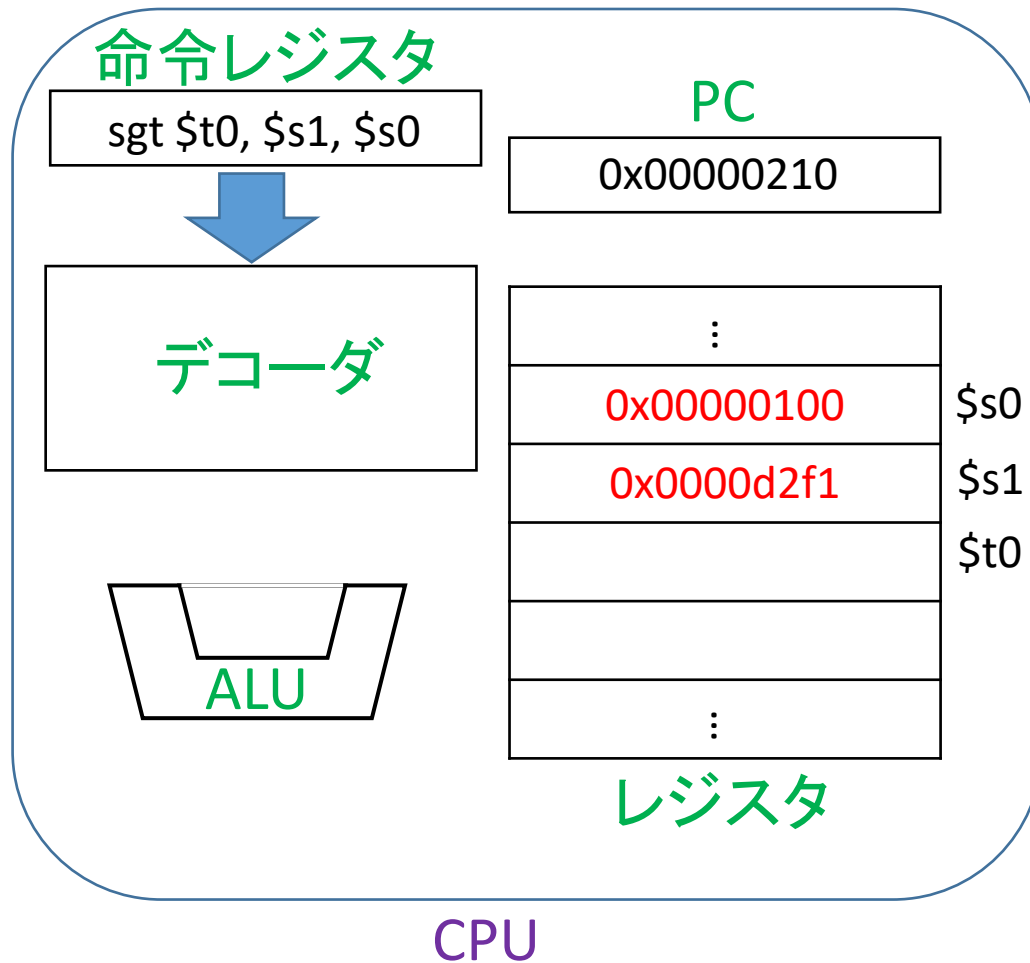 命令レジスタ
sgt $t0, $s1, $s0
PC
0x00000210
デコーダ
⋮
0x00000100 $s0
0x0000d2f1 $s1
$t0
⋮
ALU
レジスタ
CPU